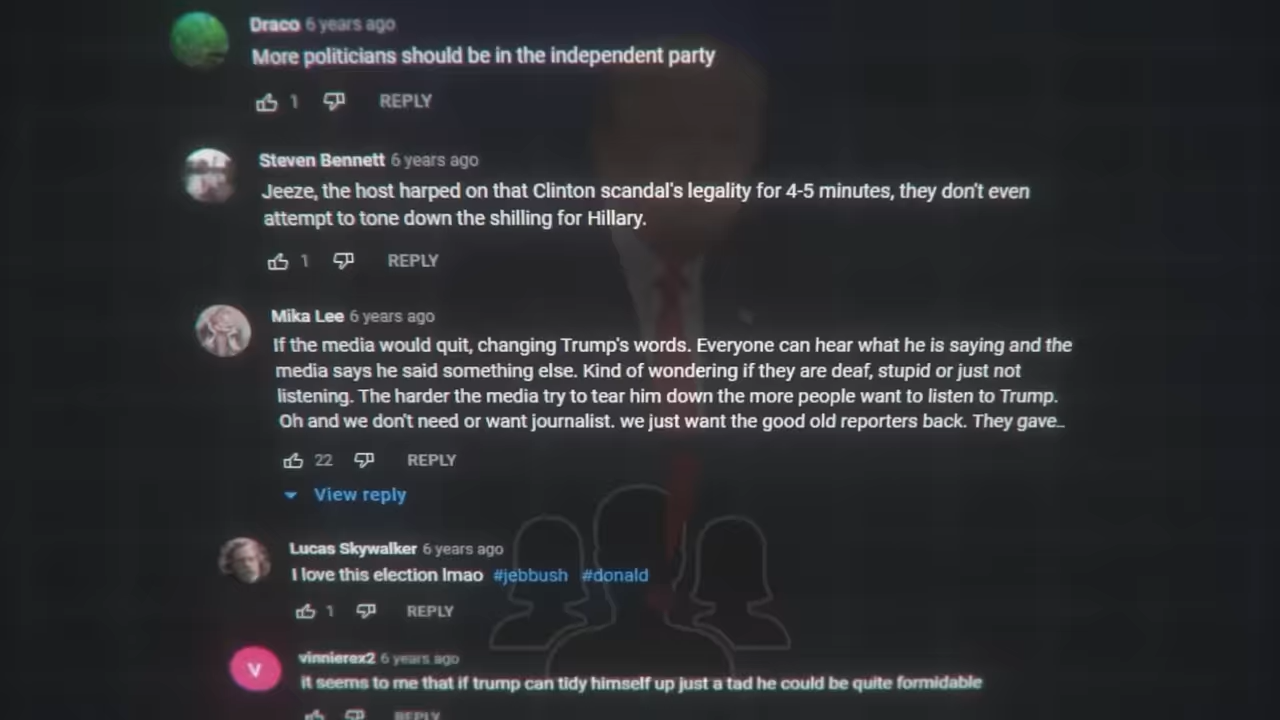 Draco 6 years ago
More politicians should be in the independent party
1 REPLY
Steven Bennett 6 years ago
Jeeze, the host harped on that Clinton scandal's legality for 4-5 minutes, they don't even
attempt to tone down the shilling for Hillary.
1 REPLY
Mika Lee 6 years ago
If the media would quit, changing Trump's words. Everyone can hear what he is saying and the
media says he said something else. Kind of wondering if they are deaf, stupid or just not
listening. The harder the media try to tear him down the more people want to listen to Trump.
Oh and we don't need or want journalist. we just want the good old reporters back. They gave...
22 REPLY
View reply
Lucas Skywalker 6 years ago
I love this election lmao #jebbush #donald
1 REPLY
V
vinnierex2 6 years ago
it seems to me that if trump can tidy himself up just a tad he could be quite formidable
REPLY